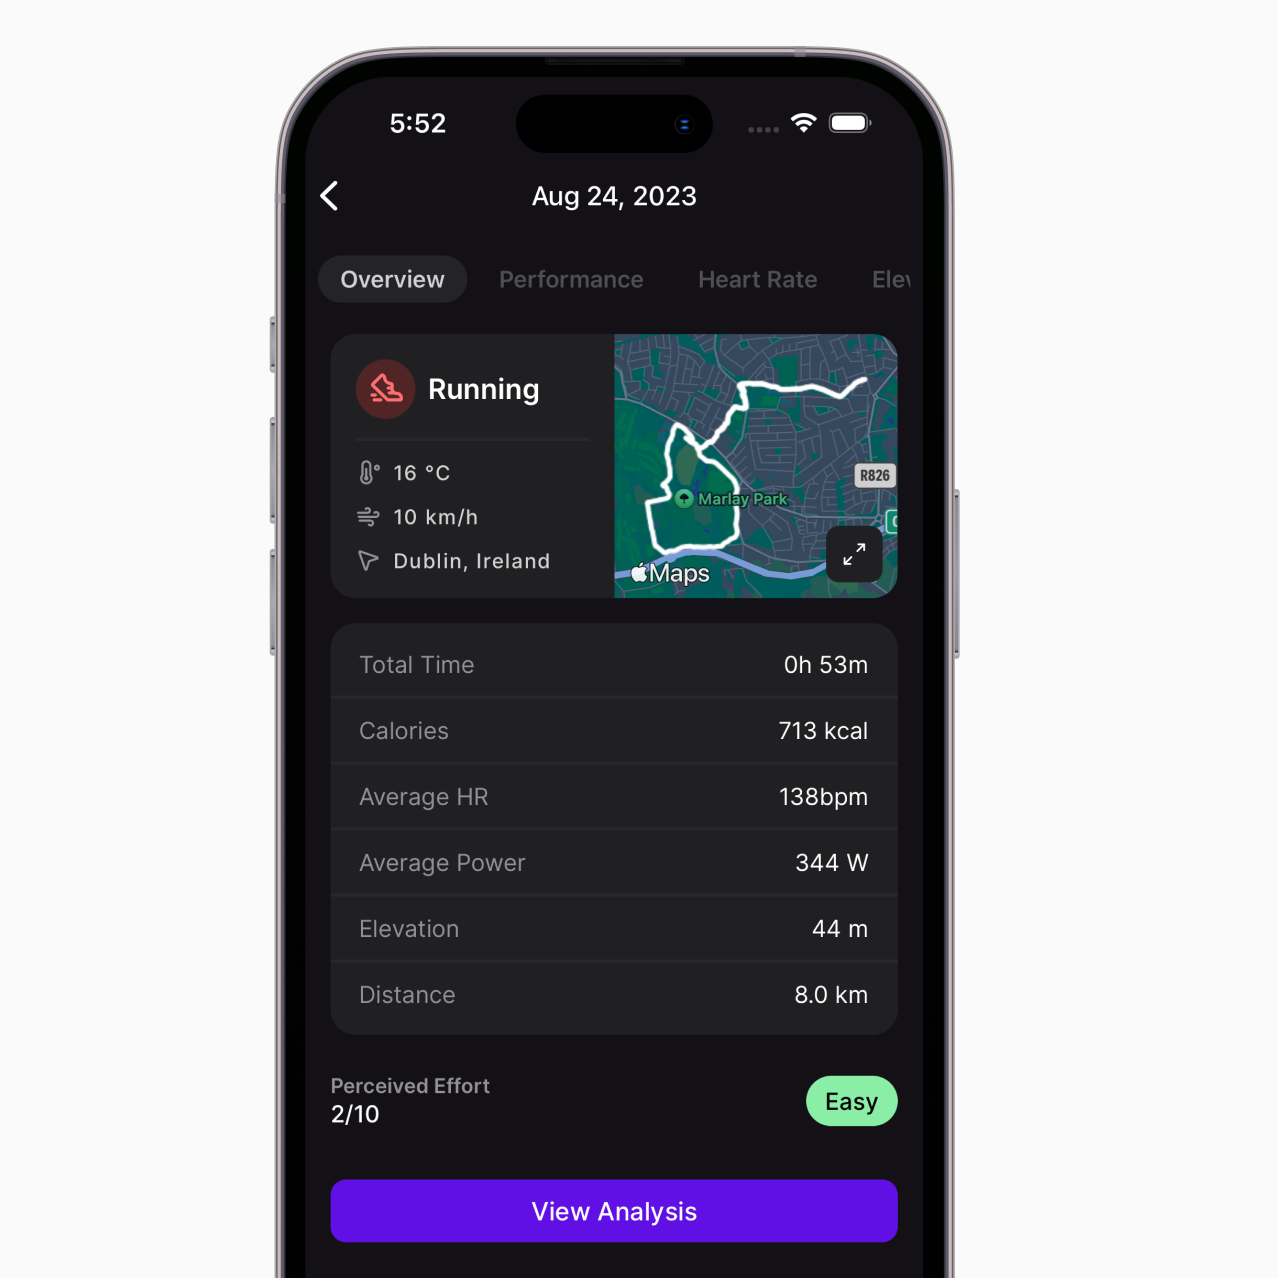 5:52
Aug 24, 2023
Overview Performance Heart Rate Elev
Running
16 °C
10 km/h
Dublin, Ireland
R826
Marlay Park
Maps
Total Time 0h 53m
Calories 713 kcal
Average HR 138bpm
Average Power 344 W
Elevation 44 m
Distance 8.0 km
Perceived Effort
2/10
Easy
View Analysis